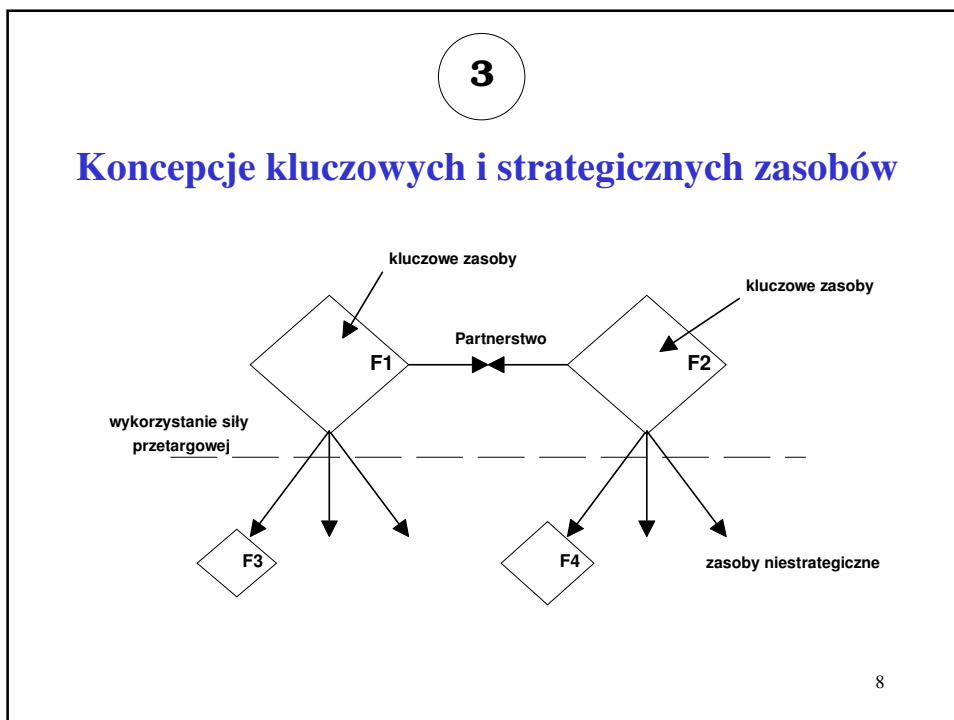 3
Koncepcje kluczowych i strategicznych zasobów
kluczowe zasoby
kluczowe zasoby
Partnerstwo
F1
F2
wykorzystanie siły
przetargowej
F3
F4
zasoby niestrategiczne
8